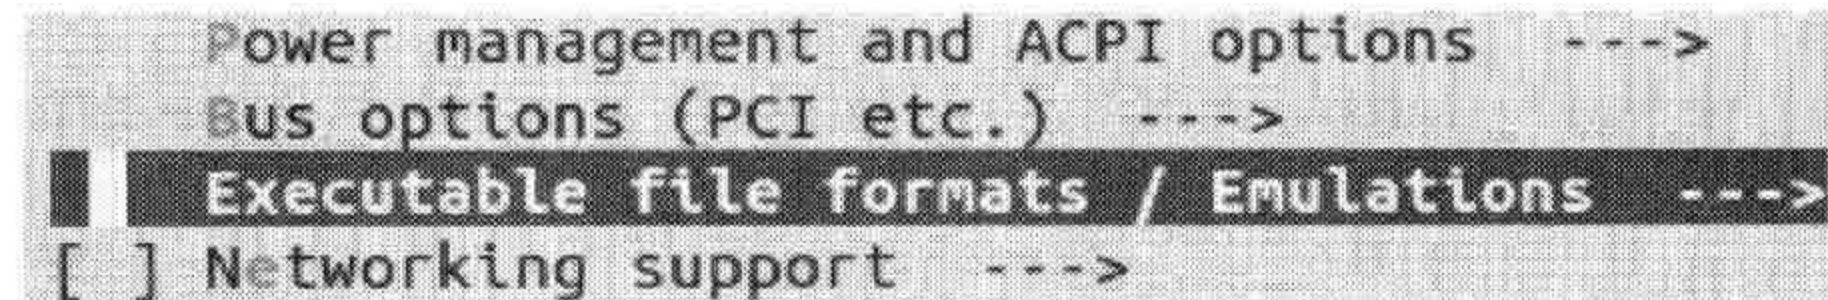 Power management and ACPI options  --->
Bus options (PCI etc.)  --->
Executable file formats / Emulations  --->
[ ] Networking support  --->